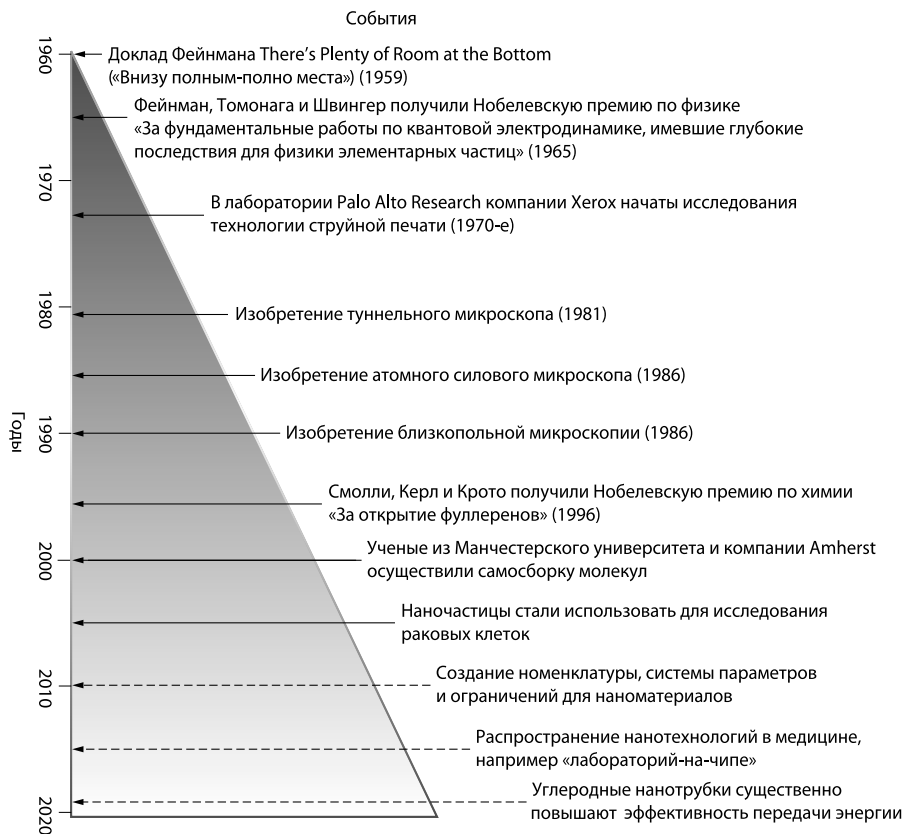 События
1960
Доклад Фейнмана There’s Plenty of Room at the Bottom
(«Внизу полным-полно места») (1959)
Фейнман, Томонага и Швингер получили Нобелевскую премию по физике
«За фундаментальные работы по квантовой электродинамике, имевшие глубокие
последствия для физики элементарных частиц» (1965)
1970
В лаборатории Palo Alto Research компании Xerox начаты исследования
технологии струйной печати (1970-е)
1980
Изобретение туннельного микроскопа (1981)
Изобретение атомного силового микроскопа (1986)
Годы
1990
Изобретение близкопольной микроскопии (1986)
Смолли, Керл и Крото получили Нобелевскую премию по химии
«За открытие фуллеренов» (1996)
2000
Ученые из Манчестерского университета и компании Amherst
осуществили самосборку молекул
Наночастицы стали использовать для исследования
раковых клеток
2010
Создание номенклатуры, системы параметров
и ограничений для наноматериалов
Распространение нанотехнологий в медицине,
например «лабораторий-на-чипе»
2020
Углеродные нанотрубки существенно
повышают эффективность передачи энергии